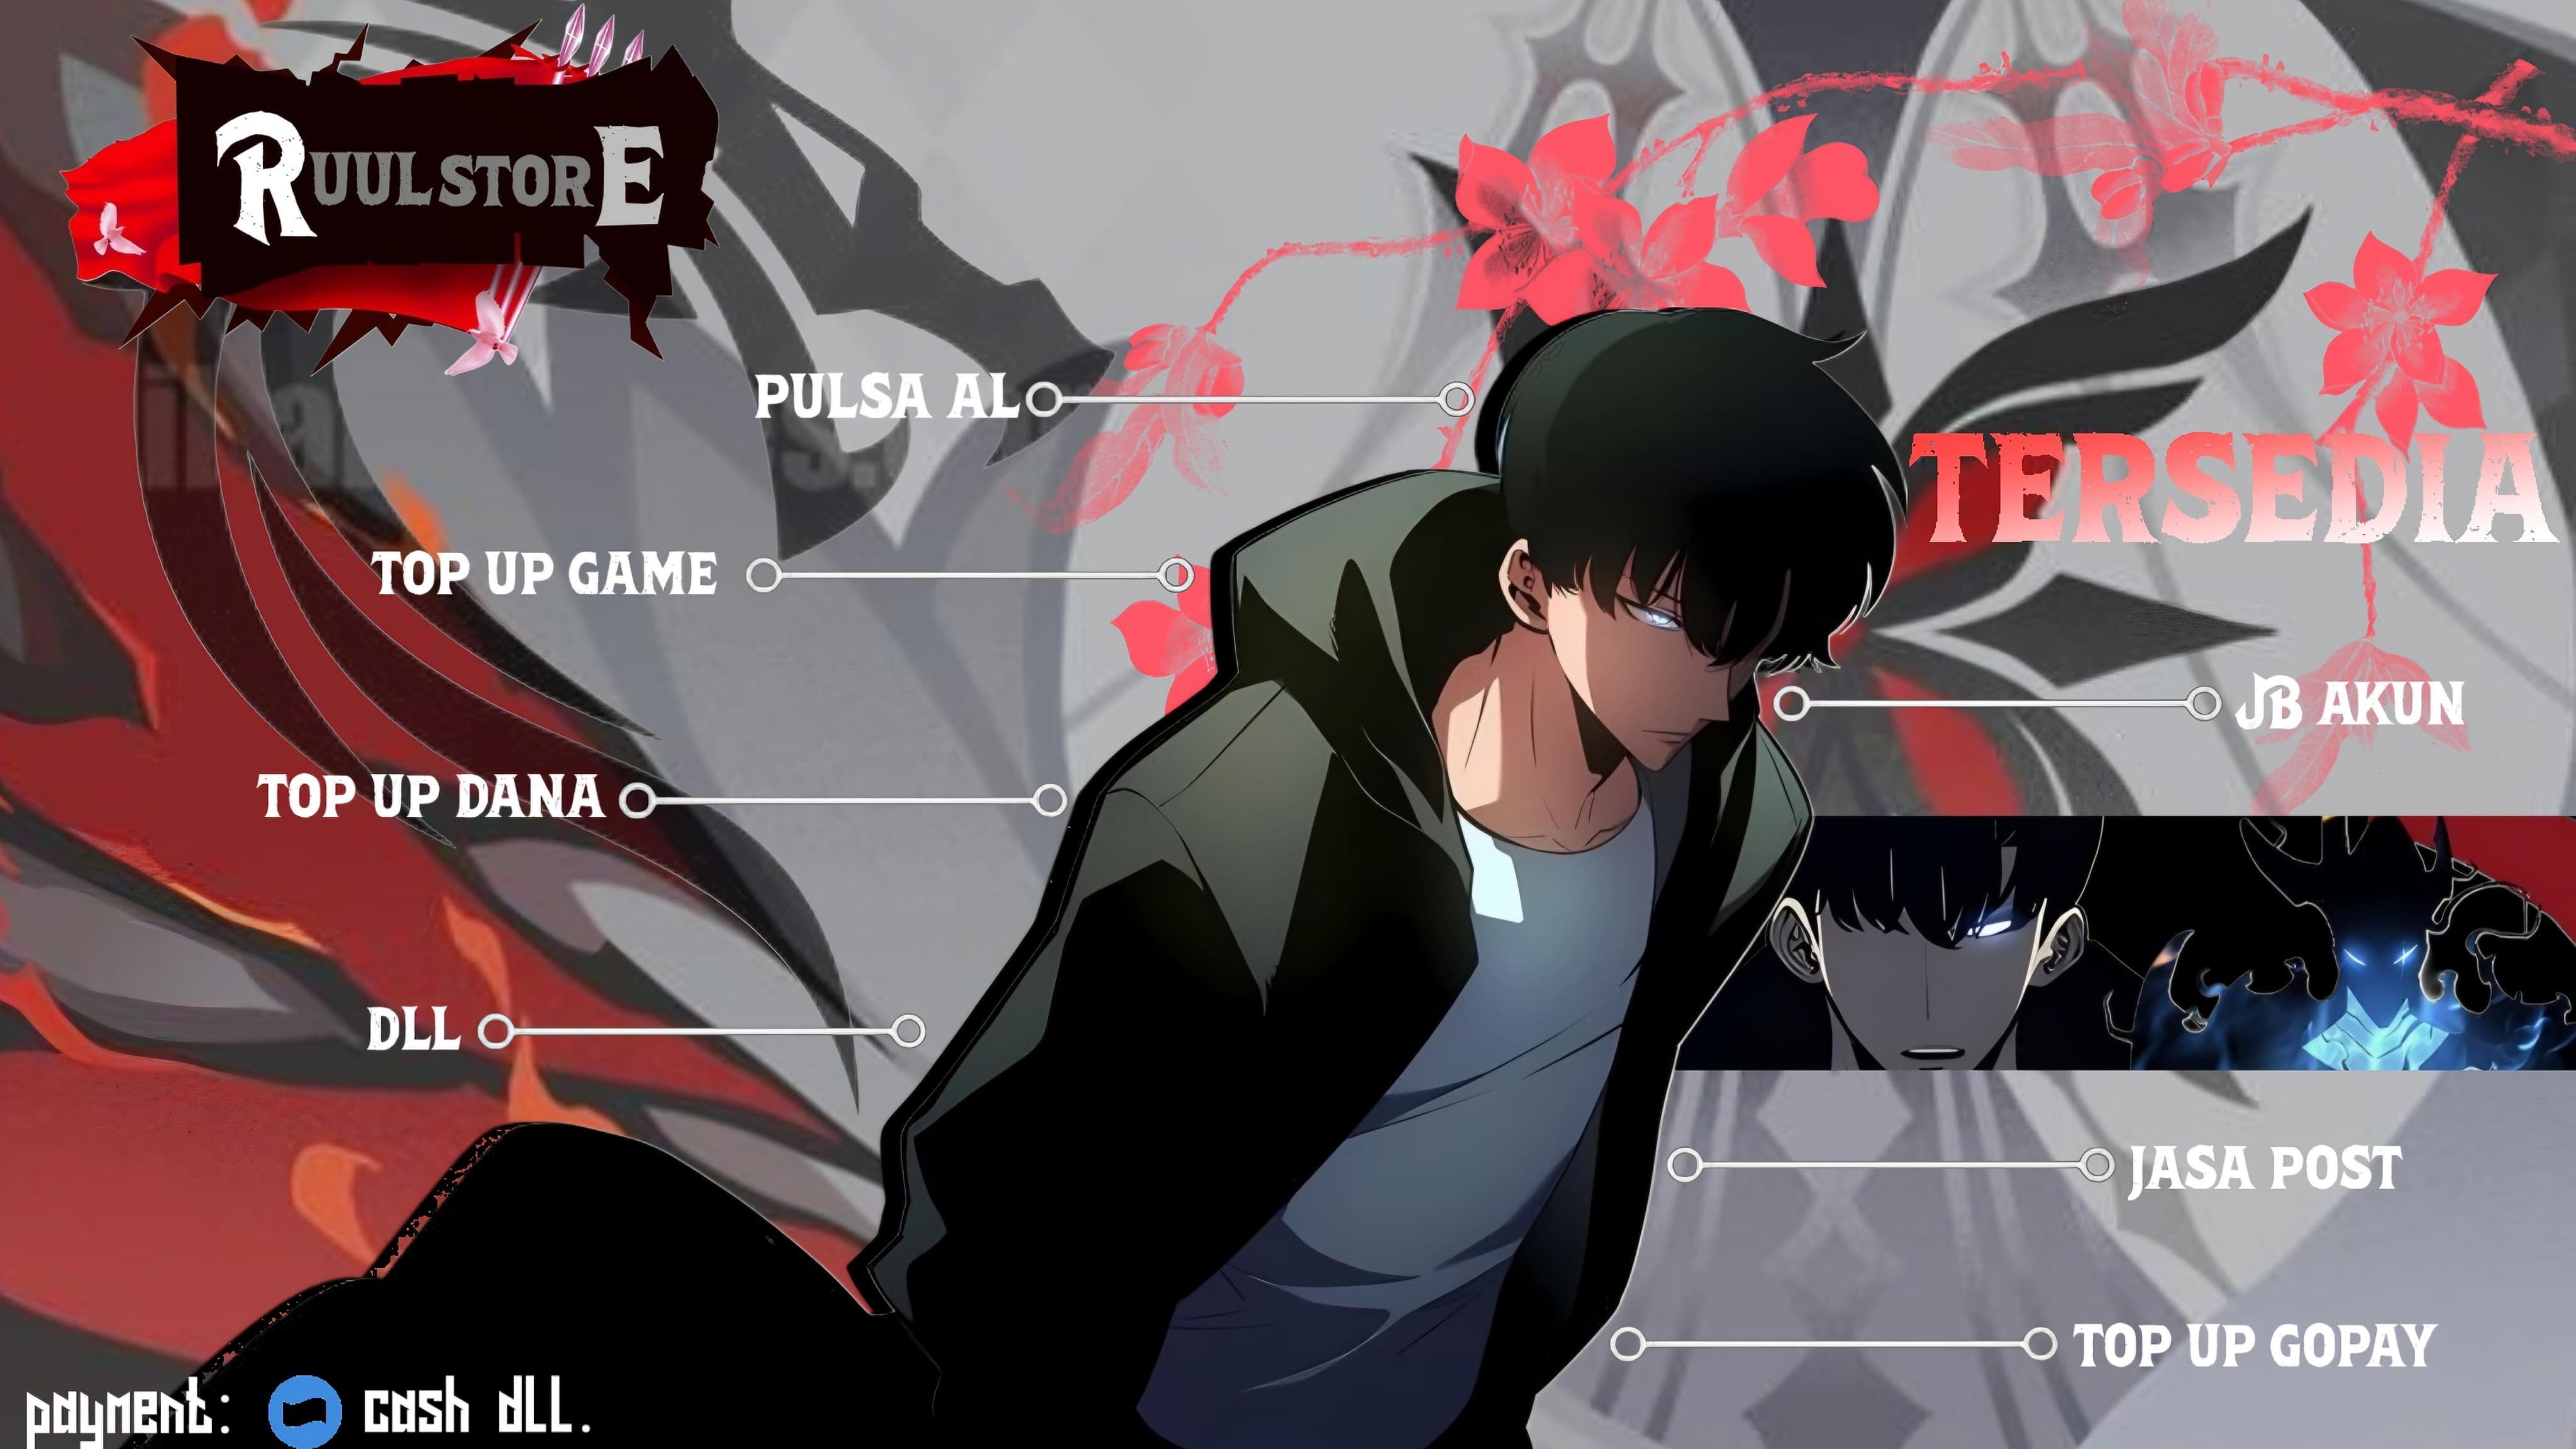 RUULSTORE
TERSEDIA
PULSA AL
TOP UP GAME
TOP UP DANA
DLL
JB AKUN
JASA POST
TOP UP GOPAY
payment: cash dll.